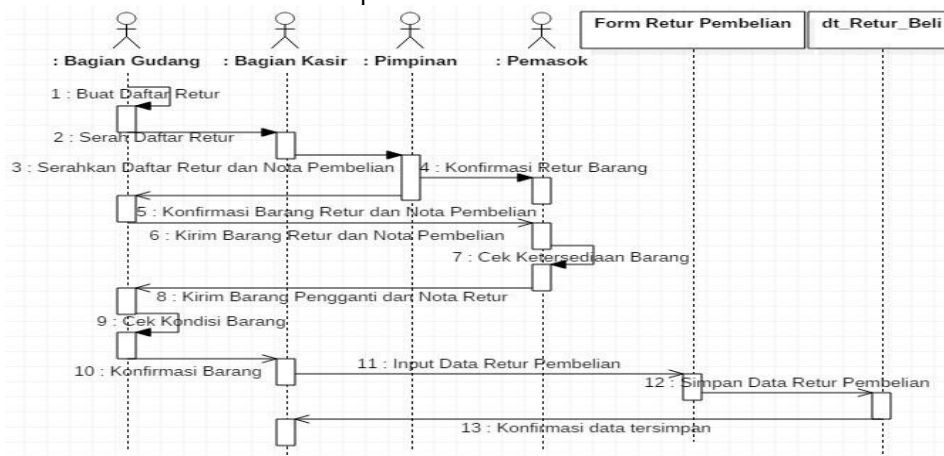 Form Retur Pembelian
dt_Retur_Beli
: Bagian Gudang
: Bagian Kasir
: Pimpinan
: Pemasok
1 : Buat Daftar Retur
2 : Serah Daftar Retur
3 : Serahkan Daftar Retur dan Nota Pembelian
4 : Konfirmasi Retur Barang
5 : Konfirmasi Barang Retur dan Nota Pembelian
6 : Kirim Barang Retur dan Nota Pembelian
7 : Cek Ketersediaan Barang
8 : Kirim Barang Pengganti dan Nota Retur
9 : Cek Kondisi Barang
10 : Konfirmasi Barang
11 : Input Data Retur Pembelian
12 : Simpan Data Retur Pembelian
13 : Konfirmasi data tersimpan